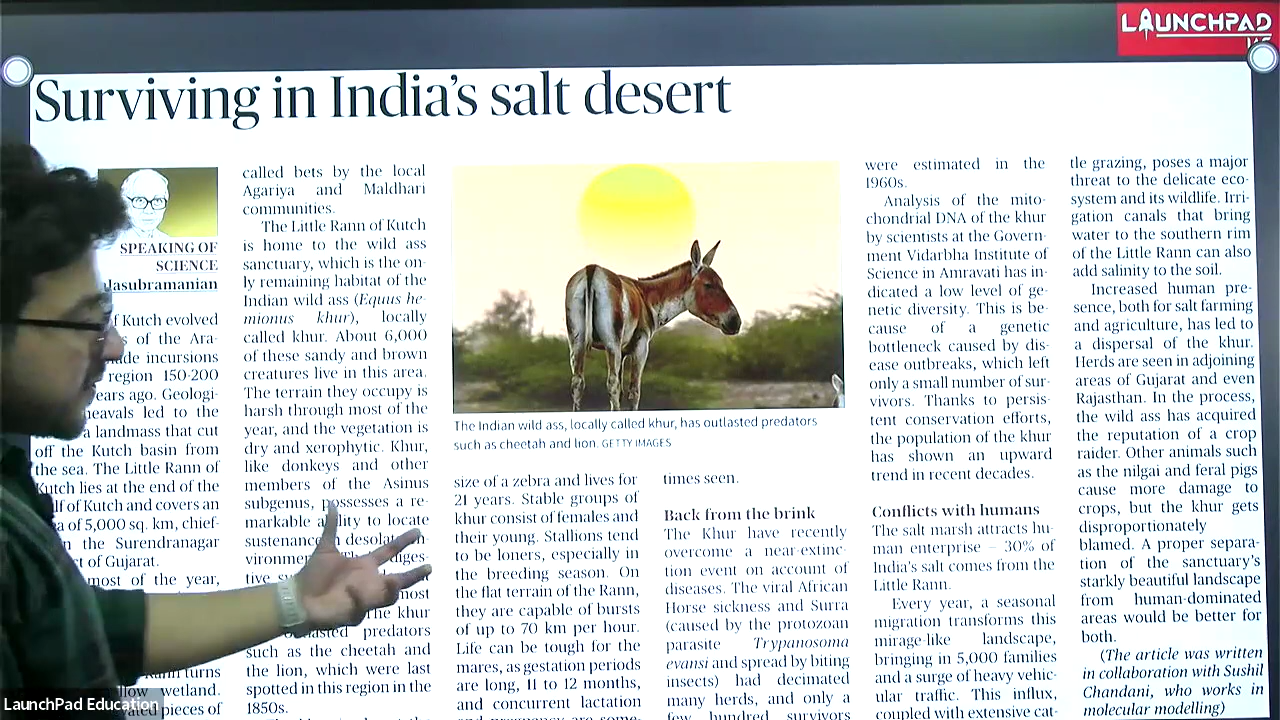 LAUNCHPAD
IAS
Surviving in India's salt desert
SPEAKING OF
SCIENCE
Jasubramanian
f Kutch evolved
s of the Ara-
de incursions
region 150-200
ears ago. Geologi-
heavals led to the
a landmass that cut
off the Kutch basin from
the sea. The Little Rann of
Kutch lies at the end of the
lf of Kutch and covers an
a of 5,000 sq. km, chief-
n the Surendranagar
ct of Gujarat.
most of the year,
turns
wetland.
pieces of
called bets by the local
Agariya and Maldhari
communities.
The Little Rann of Kutch
is home to the wild ass
sanctuary, which is the on-
ly remaining habitat of the
Indian wild ass (Equus he-
mionus khur), locally
called khur. About 6,000
of these sandy and brown
creatures live in this area.
The terrain they occupy is
harsh through most of the
year, and the vegetation is
dry and xerophytic. Khur,
like donkeys and other
members of the Asinus
subgenus, possesses a re-
markable ability to locate
sustenance
tive
most
he khur
predators
such as the cheetah and
the lion, which were last
spotted in this region in the
1850s.
The Indian wild ass, locally called khur, has outlasted predators
such as cheetah and lion. GETTY IMAGES
size of a zebra and lives for
21 years. Stable groups of
khur consist of females and
their young. Stallions tend
to be loners, especially in
the breeding season. On
the flat terrain of the Rann,
they are capable of bursts
of up to 70 km per hour.
Life can be tough for the
mares, as gestation periods
are long, 11 to 12 months,
and concurrent lactation
and pregnancy are some-
times seen.
Back from the brink
The Khur have recently
overcome a near-extinc-
tion event on account of
diseases. The viral African
Horse sickness and Surra
(caused by the protozoan
parasite Trypanosoma
evansi and spread by biting
insects) had decimated
many herds, and only a
few hundred survivors
were estimated in the
1960s.
Analysis of the mito-
chondrial DNA of the khur
by scientists at the Govern-
ment Vidarbha Institute of
Science in Amravati has in-
dicated a low level of ge-
netic diversity. This is be-
cause of a genetic
bottleneck caused by dis-
ease outbreaks, which left
only a small number of sur-
vivors. Thanks to persis-
tent conservation efforts,
the population of the khur
has shown an upward
trend in recent decades.
Conflicts with humans
The salt marsh attracts hu-
man enterprise – 30% of
India's salt comes from the
Little Rann.
Every year, a seasonal
migration transforms this
mirage-like landscape,
bringing in 5,000 families
and a surge of heavy vehic-
ular traffic. This influx,
coupled with extensive cat-
tle grazing, poses a major
threat to the delicate eco-
system and its wildlife. Irri-
gation canals that bring
water to the southern rim
of the Little Rann can also
add salinity to the soil.
Increased human pre-
sence, both for salt farming
and agriculture, has led to
a dispersal of the khur.
Herds are seen in adjoining
areas of Gujarat and even
Rajasthan. In the process,
the wild ass has acquired
the reputation of a crop
raider. Other animals such
as the nilgai and feral pigs
cause more damage to
crops, but the khur gets
disproportionately
blamed. A proper separa-
tion of the sanctuary's
starkly beautiful landscape
from human-dominated
areas would be better for
both.
(The article was written
in collaboration with Sushil
Chandani, who works in
molecular modelling)
LaunchPad Education